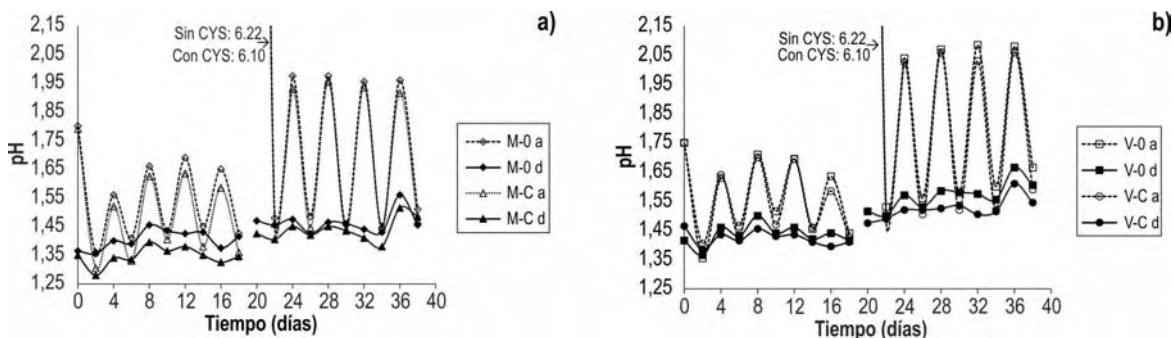 a)
2,15
2,05
1,95
1,85
1,75
1,65
1,55
1,45
1,35
1,25
pH
Sin CYS: 6.22
Con CYS: 6.10
0 4 8 12 16 20 24 28 32 36 40
Tiempo (días)
M-0 a
M-0 d
M-C a
M-C d
b)
2,15
2,05
1,95
1,85
1,75
1,65
1,55
1,45
1,35
1,25
pH
Sin CYS: 6.22
Con CYS: 6.10
0 4 8 12 16 20 24 28 32 36 40
Tiempo (días)
V-0 a
V-0 d
V-C a
V-C d